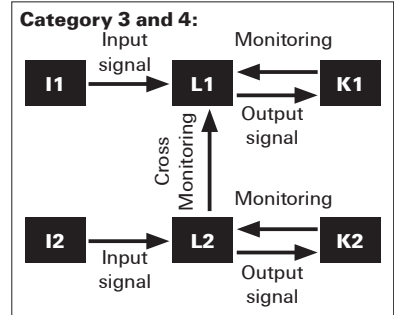 Category 3 and 4:
Input
signal
Monitoring
I1
L1
K1
Output
signal
Cross
Monitoring
Monitoring
I2
L2
K2
Input
signal
Output
signal